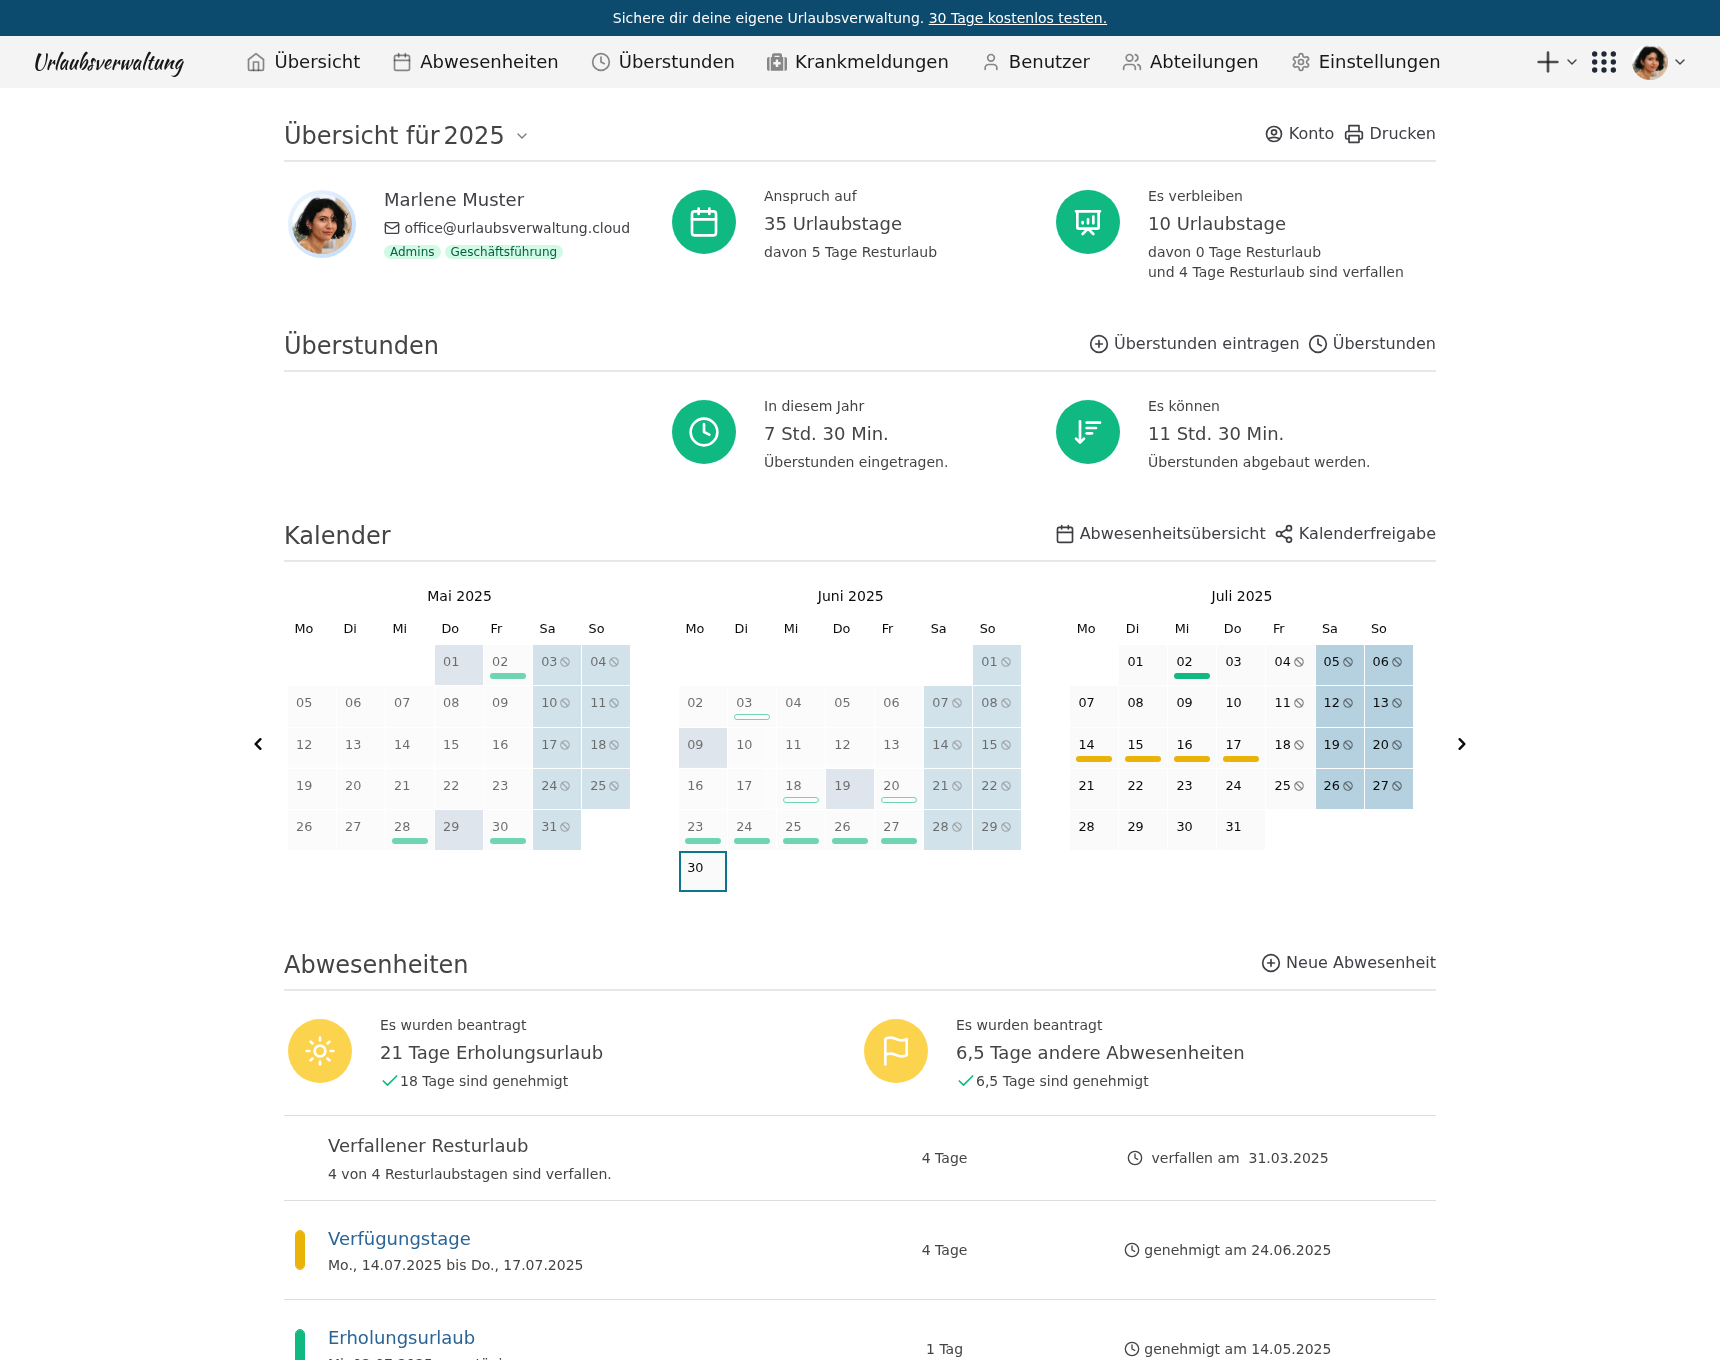 Sichere dir deine eigene Urlaubsverwaltung. 30 Tage kostenlos testen.
Urlaubsverwaltung Übersicht Abwesenheiten Überstunden Krankmeldungen Benutzer Abteilungen Einstellungen
Übersicht für 2025 Konto Drucken
Marlene Muster
office@urlaubsverwaltung.cloud
Admins Geschäftsführung
Anspruch auf
35 Urlaubstage
davon 5 Tage Resturlaub
Es verbleiben
10 Urlaubstage
davon 0 Tage Resturlaub
und 4 Tage Resturlaub sind verfallen
Überstunden Überstunden eintragen Überstunden
In diesem Jahr
7 Std. 30 Min.
Überstunden eingetragen.
Es können
11 Std. 30 Min.
Überstunden abgebaut werden.
Kalender Abwesenheitsübersicht Kalenderfreigabe
Mai 2025
Mo Di Mi Do Fr Sa So
01 02 03 04
05 06 07 08 09 10 11
12 13 14 15 16 17 18
19 20 21 22 23 24 25
26 27 28 29 30 31
Juni 2025
Mo Di Mi Do Fr Sa So
01
02 03 04 05 06 07 08
09 10 11 12 13 14 15
16 17 18 19 20 21 22
23 24 25 26 27 28 29
30
Juli 2025
Mo Di Mi Do Fr Sa So
01 02 03 04 05 06
07 08 09 10 11 12 13
14 15 16 17 18 19 20
21 22 23 24 25 26 27
28 29 30 31
Abwesenheiten Neue Abwesenheit
Es wurden beantragt
21 Tage Erholungsurlaub
18 Tage sind genehmigt
Es wurden beantragt
6,5 Tage andere Abwesenheiten
6,5 Tage sind genehmigt
Verfallener Resturlaub
4 von 4 Resturlaubstagen sind verfallen.
4 Tage
verfallen am 31.03.2025
Verfügungstage
Mo., 14.07.2025 bis Do., 17.07.2025
4 Tage
genehmigt am 24.06.2025
Erholungsurlaub
1 Tag
genehmigt am 14.05.2025